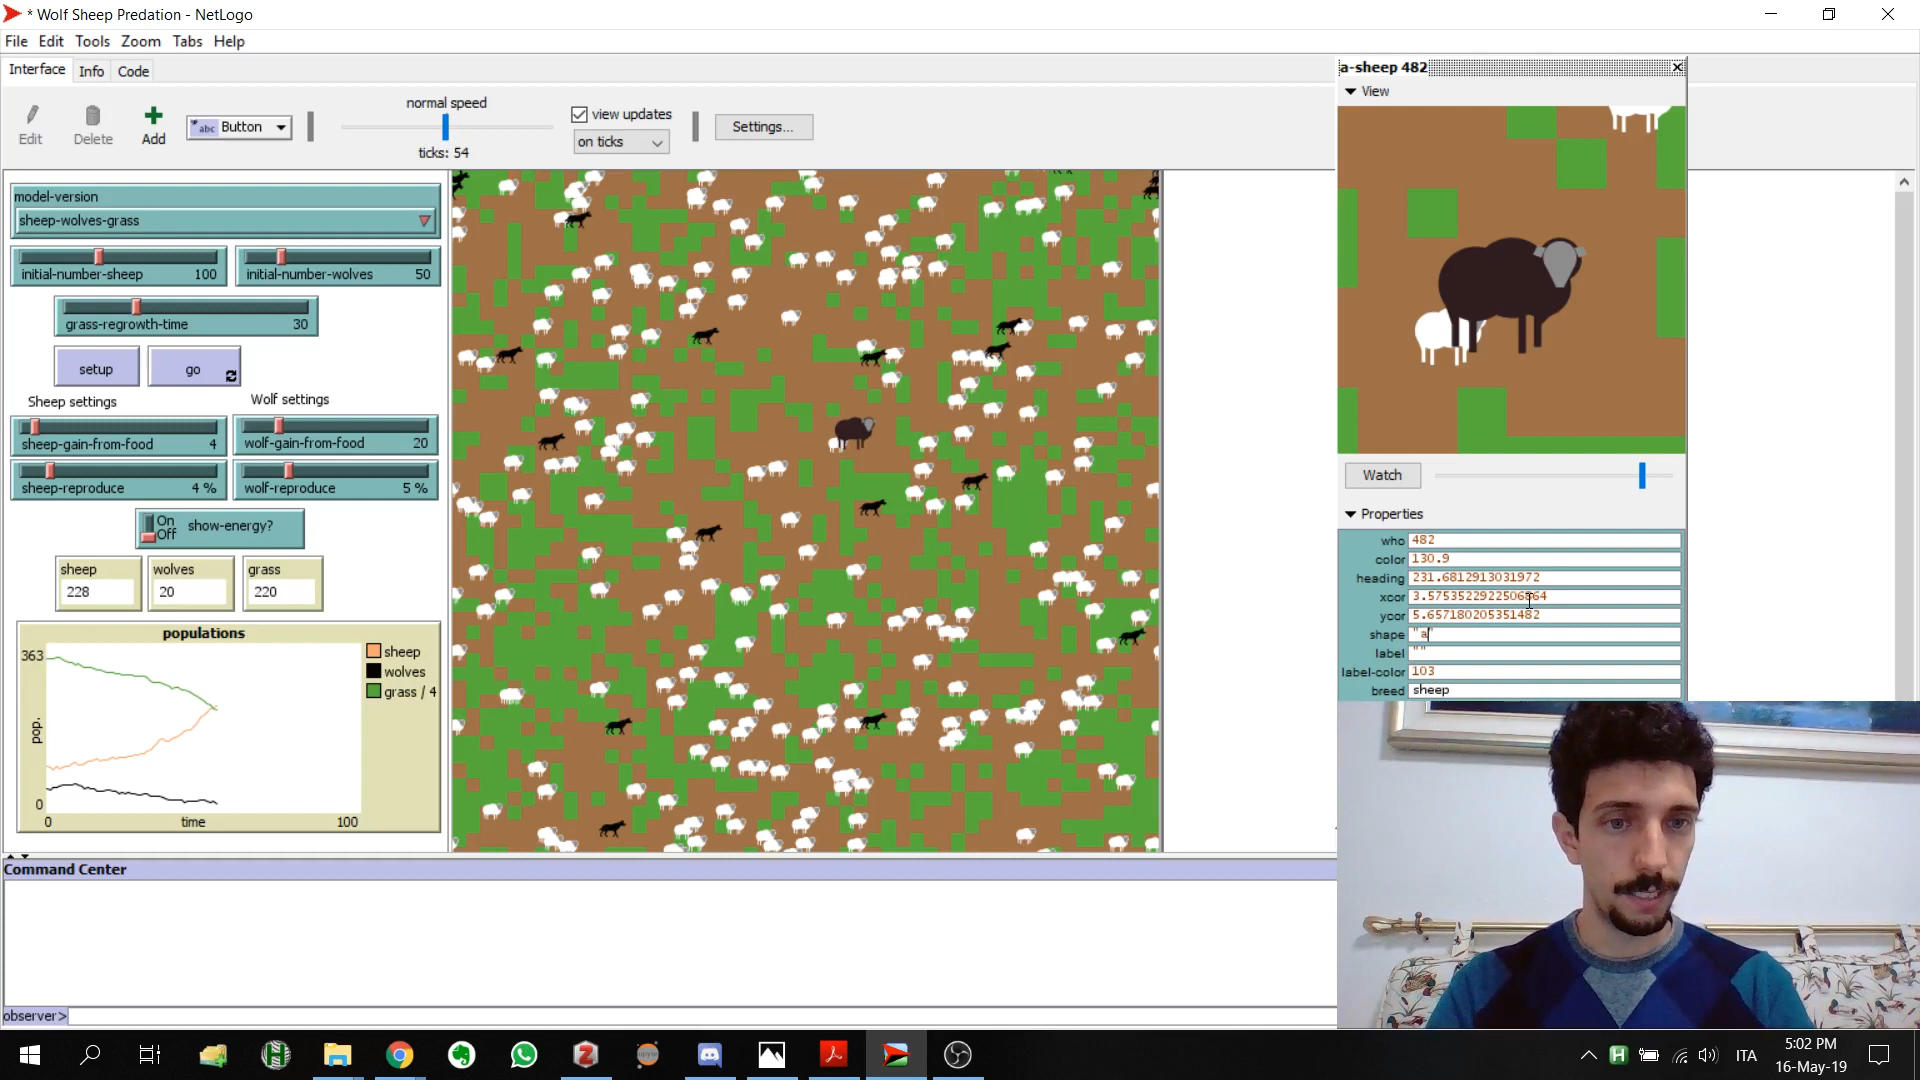 * Wolf Sheep Predation - NetLogo
File Edit Tools Zoom Tabs Help
Interface Info Code
Edit
Delete
Add
abc Button
normal speed
ticks: 54
view updates
on ticks
Settings...
model-version
sheep-wolves-grass
initial-number-sheep 100
initial-number-wolves 50
grass-regrowth-time 30
setup
go
Sheep settings
Wolf settings
sheep-gain-from-food 4
wolf-gain-from-food 20
sheep-reproduce 4 %
wolf-reproduce 5 %
On
Off
show-energy?
sheep
228
wolves
20
grass
220
populations
363
pop.
0
0 time 100
sheep
wolves
grass / 4
Command Center
observer>
a-sheep 482
View
Watch
Properties
who 482
color 130.9
heading 231.6812913031972
ycor 5.657180205351482
xcor
shape "a"
label ""
label-color 103
breed sheep
ITA
5:02 PM
16-May-19